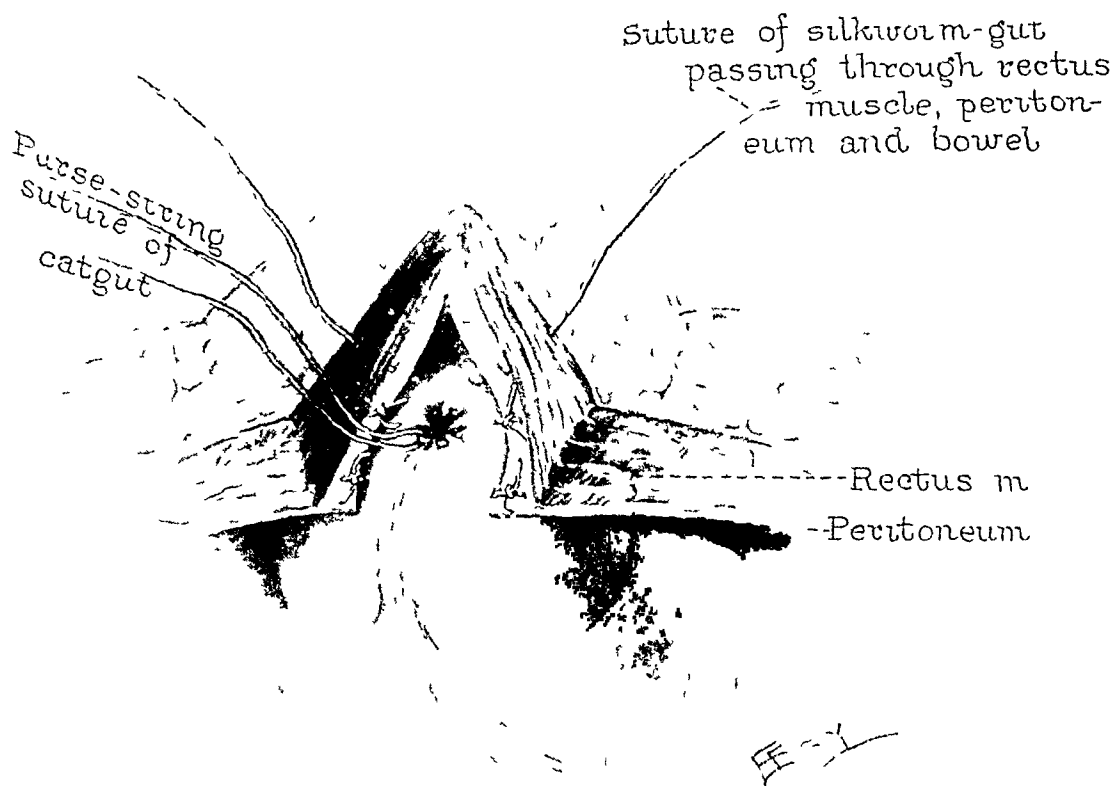 Suture of silkworm-gut
passing through rectus
muscle, periton-
eum and bowel
Purse-string
suture of
catgut
Rectus m
Peritoneum